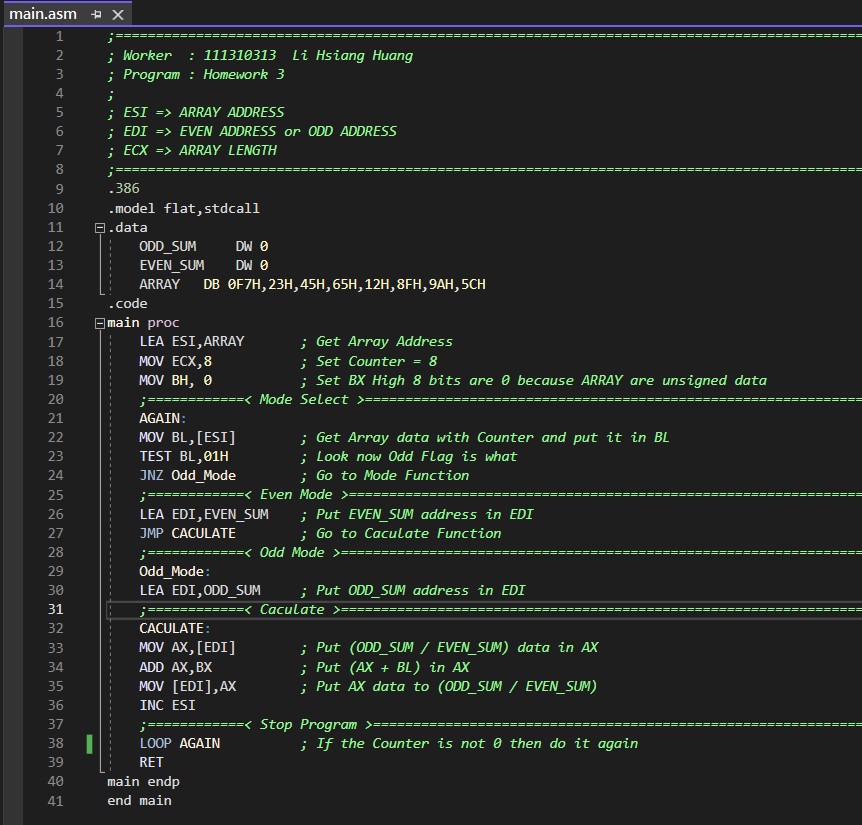 main.asm
1 ;==============================================================================================
2 ; Worker  : 111310313  Li Hsiang Huang
3 ; Program : Homework 3
4 ;
5 ; ESI => ARRAY ADDRESS
6 ; EDI => EVEN ADDRESS or ODD ADDRESS
7 ; ECX => ARRAY LENGTH
8 ;==============================================================================================
9 .386
10 .model flat,stdcall
11 .data
12     ODD_SUM     DW 0
13     EVEN_SUM    DW 0
14     ARRAY   DB 0F7H,23H,45H,65H,12H,8FH,9AH,5CH
15 .code
16 main proc
17     LEA ESI,ARRAY       ; Get Array Address
18     MOV ECX,8           ; Set Counter = 8
19     MOV BH, 0           ; Set BX High 8 bits are 0 because ARRAY are unsigned data
20     ;============< Mode Select >==============================================================
21     AGAIN:
22     MOV BL,[ESI]        ; Get Array data with Counter and put it in BL
23     TEST BL,01H         ; Look now Odd Flag is what
24     JNZ Odd_Mode        ; Go to Mode Function
25     ;============< Even Mode >================================================================
26     LEA EDI,EVEN_SUM    ; Put EVEN_SUM address in EDI
27     JMP CACULATE        ; Go to Caculate Function
28     ;============< Odd Mode >=================================================================
29     Odd_Mode:
30     LEA EDI,ODD_SUM     ; Put ODD_SUM address in EDI
31     ;============< Caculate >=================================================================
32     CACULATE:
33     MOV AX,[EDI]        ; Put (ODD_SUM / EVEN_SUM) data in AX
34     ADD AX,BX           ; Put (AX + BL) in AX
35     MOV [EDI],AX        ; Put AX data to (ODD_SUM / EVEN_SUM)
36     INC ESI
37     ;============< Stop Program >=============================================================
38     LOOP AGAIN          ; If the Counter is not 0 then do it again
39     RET
40 main endp
41 end main